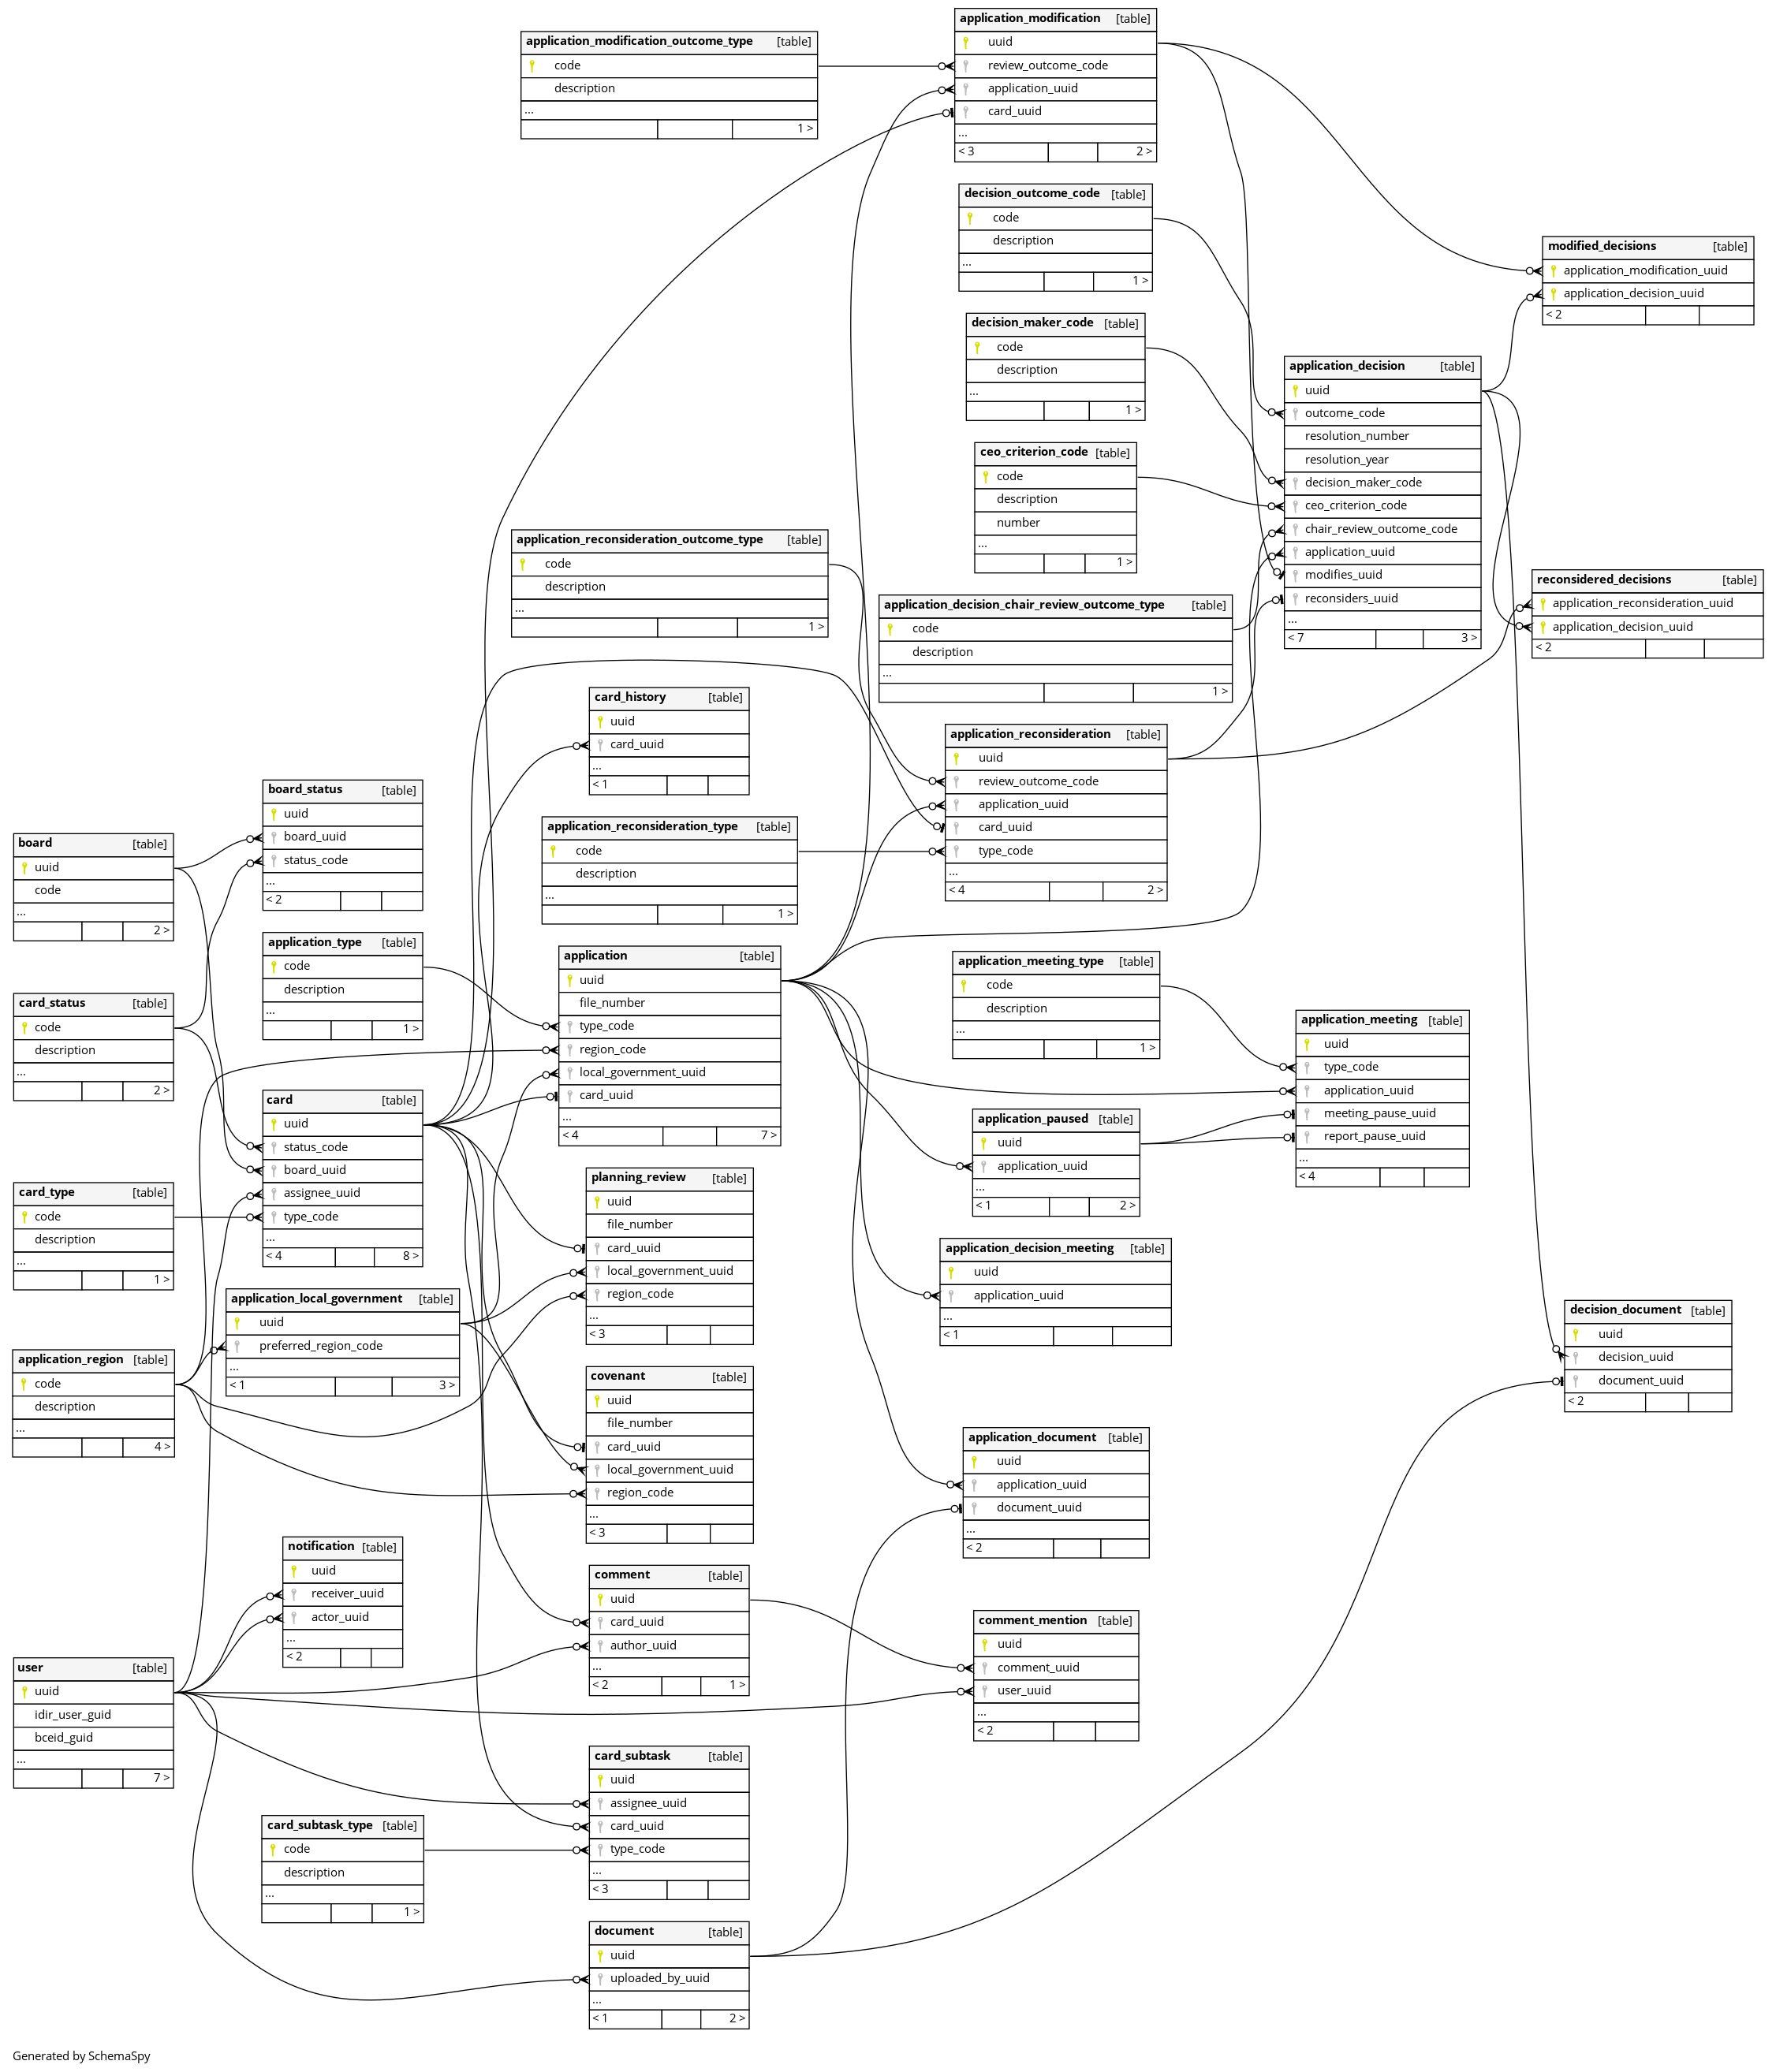 application_modification [table]
uuid
review_outcome_code
application_uuid
card_uuid
...
< 3 2 >
application_modification_outcome_type [table]
code
description
...
1 >
decision_outcome_code [table]
code
description
...
1 >
modified_decisions [table]
application_modification_uuid
application_decision_uuid
< 2
decision_maker_code [table]
code
description
...
1 >
application_decision [table]
uuid
outcome_code
resolution_number
resolution_year
decision_maker_code
ceo_criterion_code
chair_review_outcome_code
application_uuid
modifies_uuid
reconsiders_uuid
...
< 7 3 >
ceo_criterion_code [table]
code
description
number
...
1 >
application_reconsideration_outcome_type [table]
code
description
...
1 >
reconsidered_decisions [table]
application_reconsideration_uuid
application_decision_uuid
< 2
application_decision_chair_review_outcome_type [table]
code
description
...
1 >
card_history [table]
uuid
card_uuid
...
< 1
application_reconsideration [table]
uuid
review_outcome_code
application_uuid
card_uuid
type_code
...
< 4 2 >
board_status [table]
uuid
board_uuid
status_code
...
< 2
application_reconsideration_type [table]
code
description
...
1 >
board [table]
uuid
code
...
2 >
application_type [table]
code
description
...
1 >
application [table]
uuid
file_number
type_code
region_code
local_government_uuid
card_uuid
...
< 4 7 >
application_meeting_type [table]
code
description
...
1 >
card_status [table]
code
description
...
2 >
application_meeting [table]
uuid
type_code
application_uuid
meeting_pause_uuid
report_pause_uuid
...
< 4
card [table]
uuid
status_code
board_uuid
assignee_uuid
type_code
...
< 4 8 >
application_paused [table]
uuid
application_uuid
...
< 1 2 >
planning_review [table]
uuid
file_number
card_uuid
local_government_uuid
region_code
...
< 3
card_type [table]
code
description
...
1 >
application_decision_meeting [table]
uuid
application_uuid
...
< 1
application_local_government [table]
uuid
preferred_region_code
...
< 1 3 >
decision_document [table]
uuid
decision_uuid
document_uuid
< 2
application_region [table]
code
description
...
4 >
covenant [table]
uuid
file_number
card_uuid
local_government_uuid
region_code
...
< 3
application_document [table]
uuid
application_uuid
document_uuid
...
< 2
notification [table]
uuid
receiver_uuid
actor_uuid
...
< 2
comment [table]
uuid
card_uuid
author_uuid
...
< 2 1 >
comment_mention [table]
uuid
comment_uuid
user_uuid
...
< 2
user [table]
uuid
idir_user_guid
bceid_guid
...
7 >
card_subtask [table]
uuid
assignee_uuid
card_uuid
type_code
...
< 3
card_subtask_type [table]
code
description
...
1 >
document [table]
uuid
uploaded_by_uuid
...
< 1 2 >
Generated by SchemaSpy